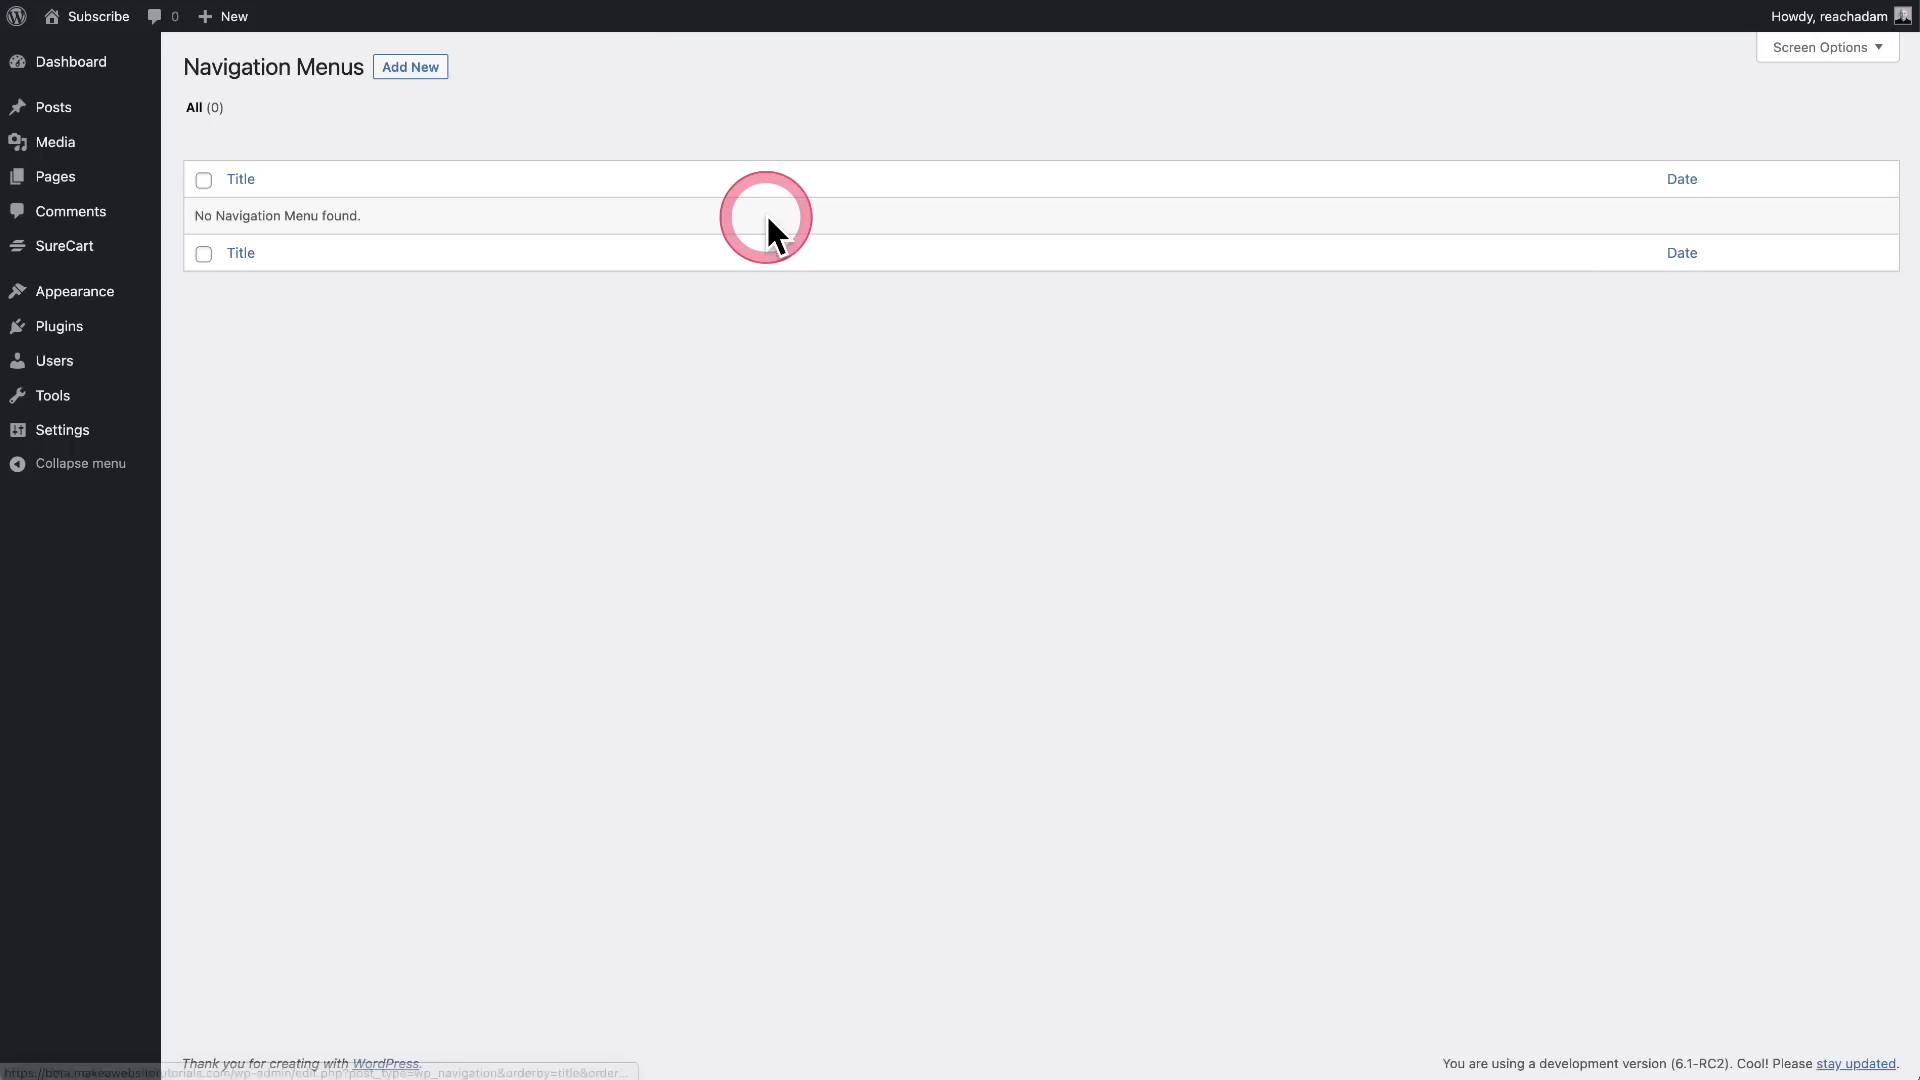 Subscribe 0 New Howdy, reachadam
Screen Options
Dashboard
Posts
Media
Pages
Comments
SureCart
Appearance
Plugins
Users
Tools
Settings
Collapse menu
Navigation Menus Add New
All (0)
Title Date
No Navigation Menu found.
Title Date
Thank you for creating with WordPress.
You are using a development version (6.1-RC2). Cool! Please stay updated.